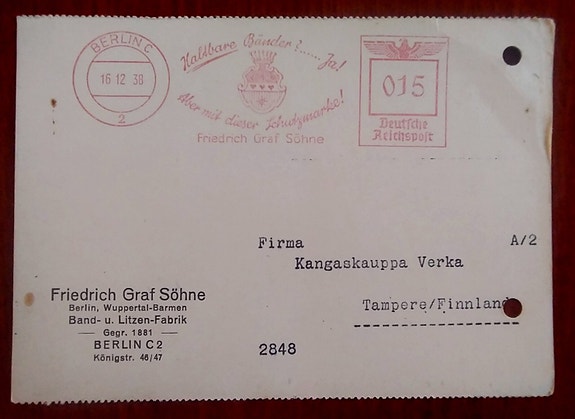 BERLIN C
16.12 38
2
Haltbare Bänder?......Ja!
Aber mit dieser Schutzmarke!
Friedrich Graf Söhne
015
Deutsche
Reichspost
Firma A/2
Kangaskauppa Verka
Tampere/Finnland
Friedrich Graf Söhne
Berlin, Wuppertal-Barmen
Band- u. Litzen-Fabrik
Gegr. 1881
BERLIN C 2
Königstr. 46/47
2848